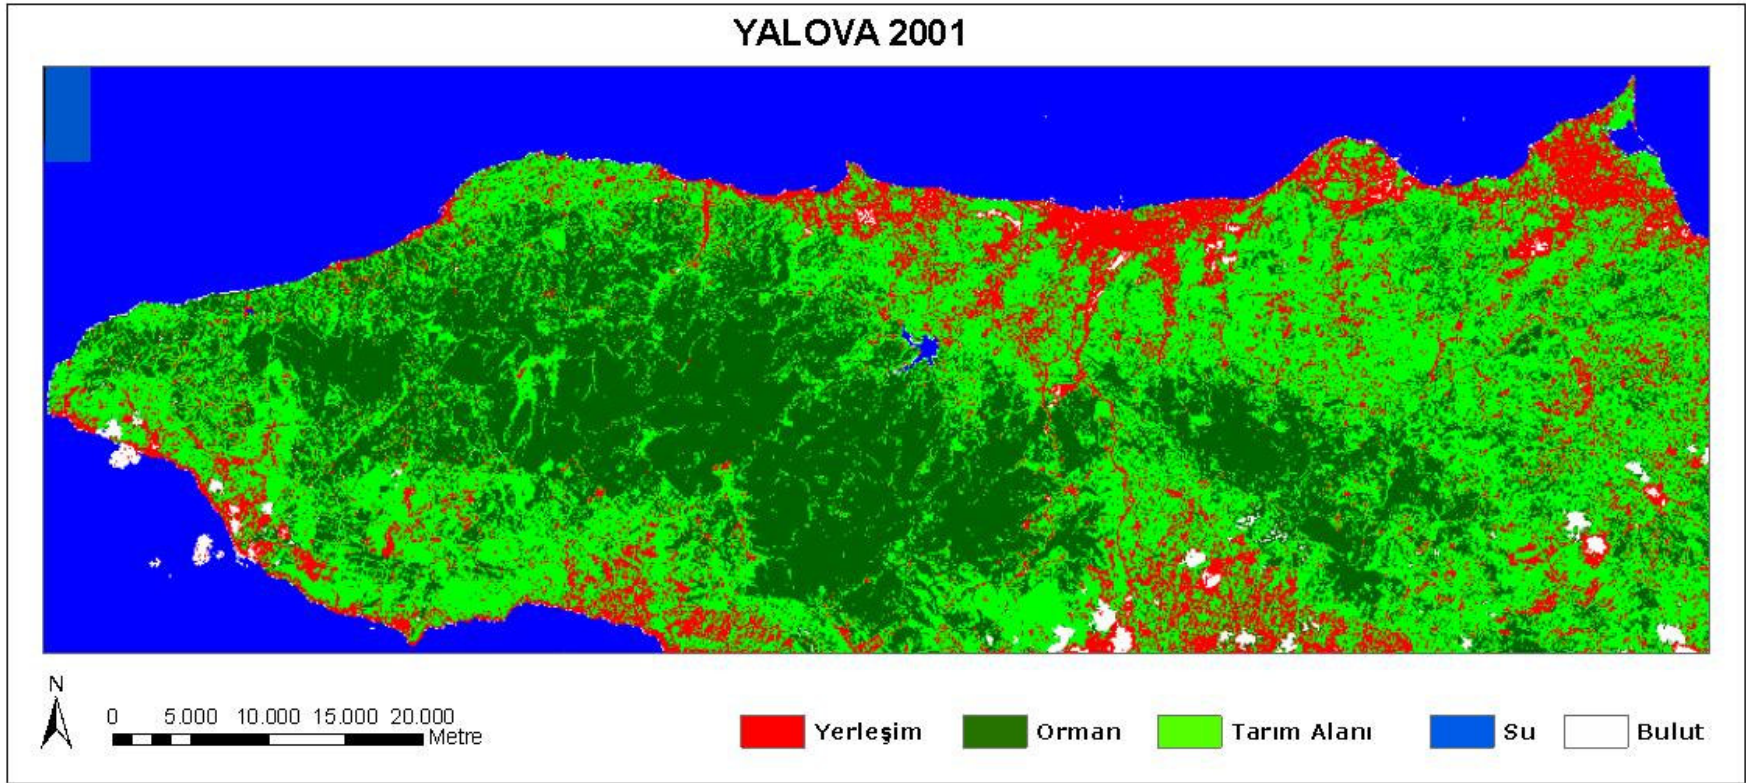 YALOVA 2001
N
0 5.000 10.000 15.000 20.000
Metre
Yerleşim Orman Tarım Alanı Su Bulut